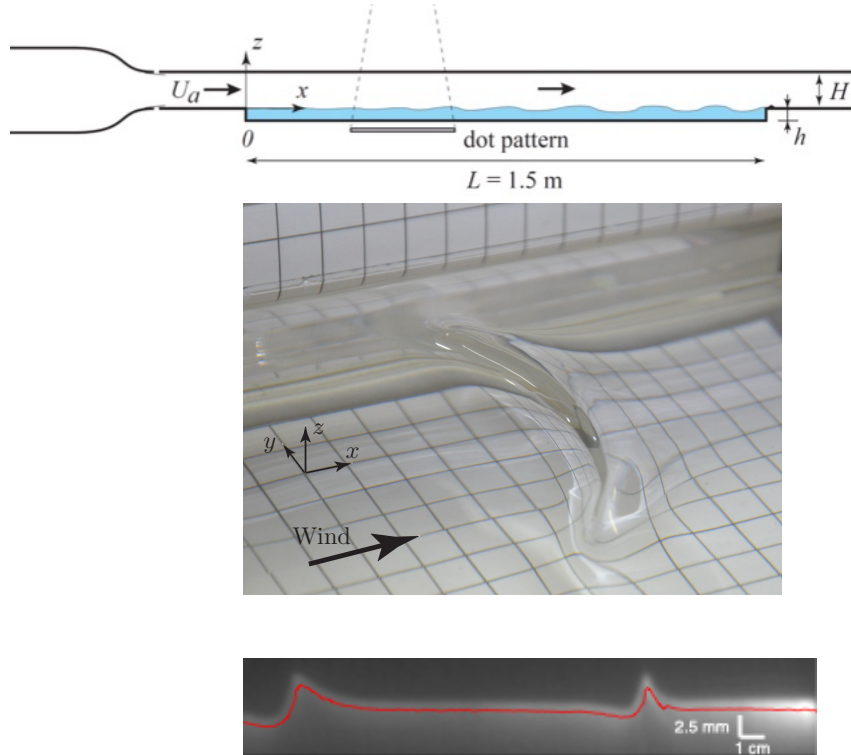 z
U_a
x
H
0
dot pattern
h
L = 1.5 m
z
y
x
Wind
2.5 mm
1 cm